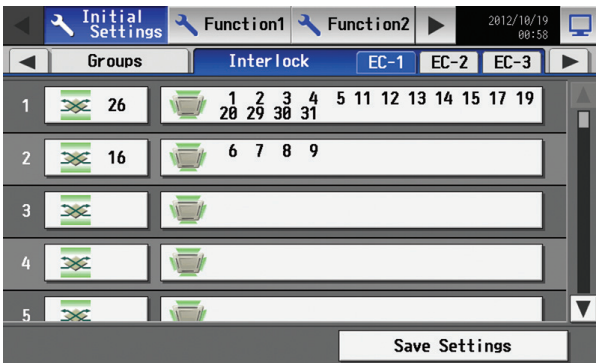 Initial Settings Function1 Function2 2012/10/19 00:58
Groups Interlock EC-1 EC-2 EC-3
1 26 1 2 3 4 5 11 12 13 14 15 17 19
20 29 30 31
2 16 6 7 8 9
3
4
5
Save Settings